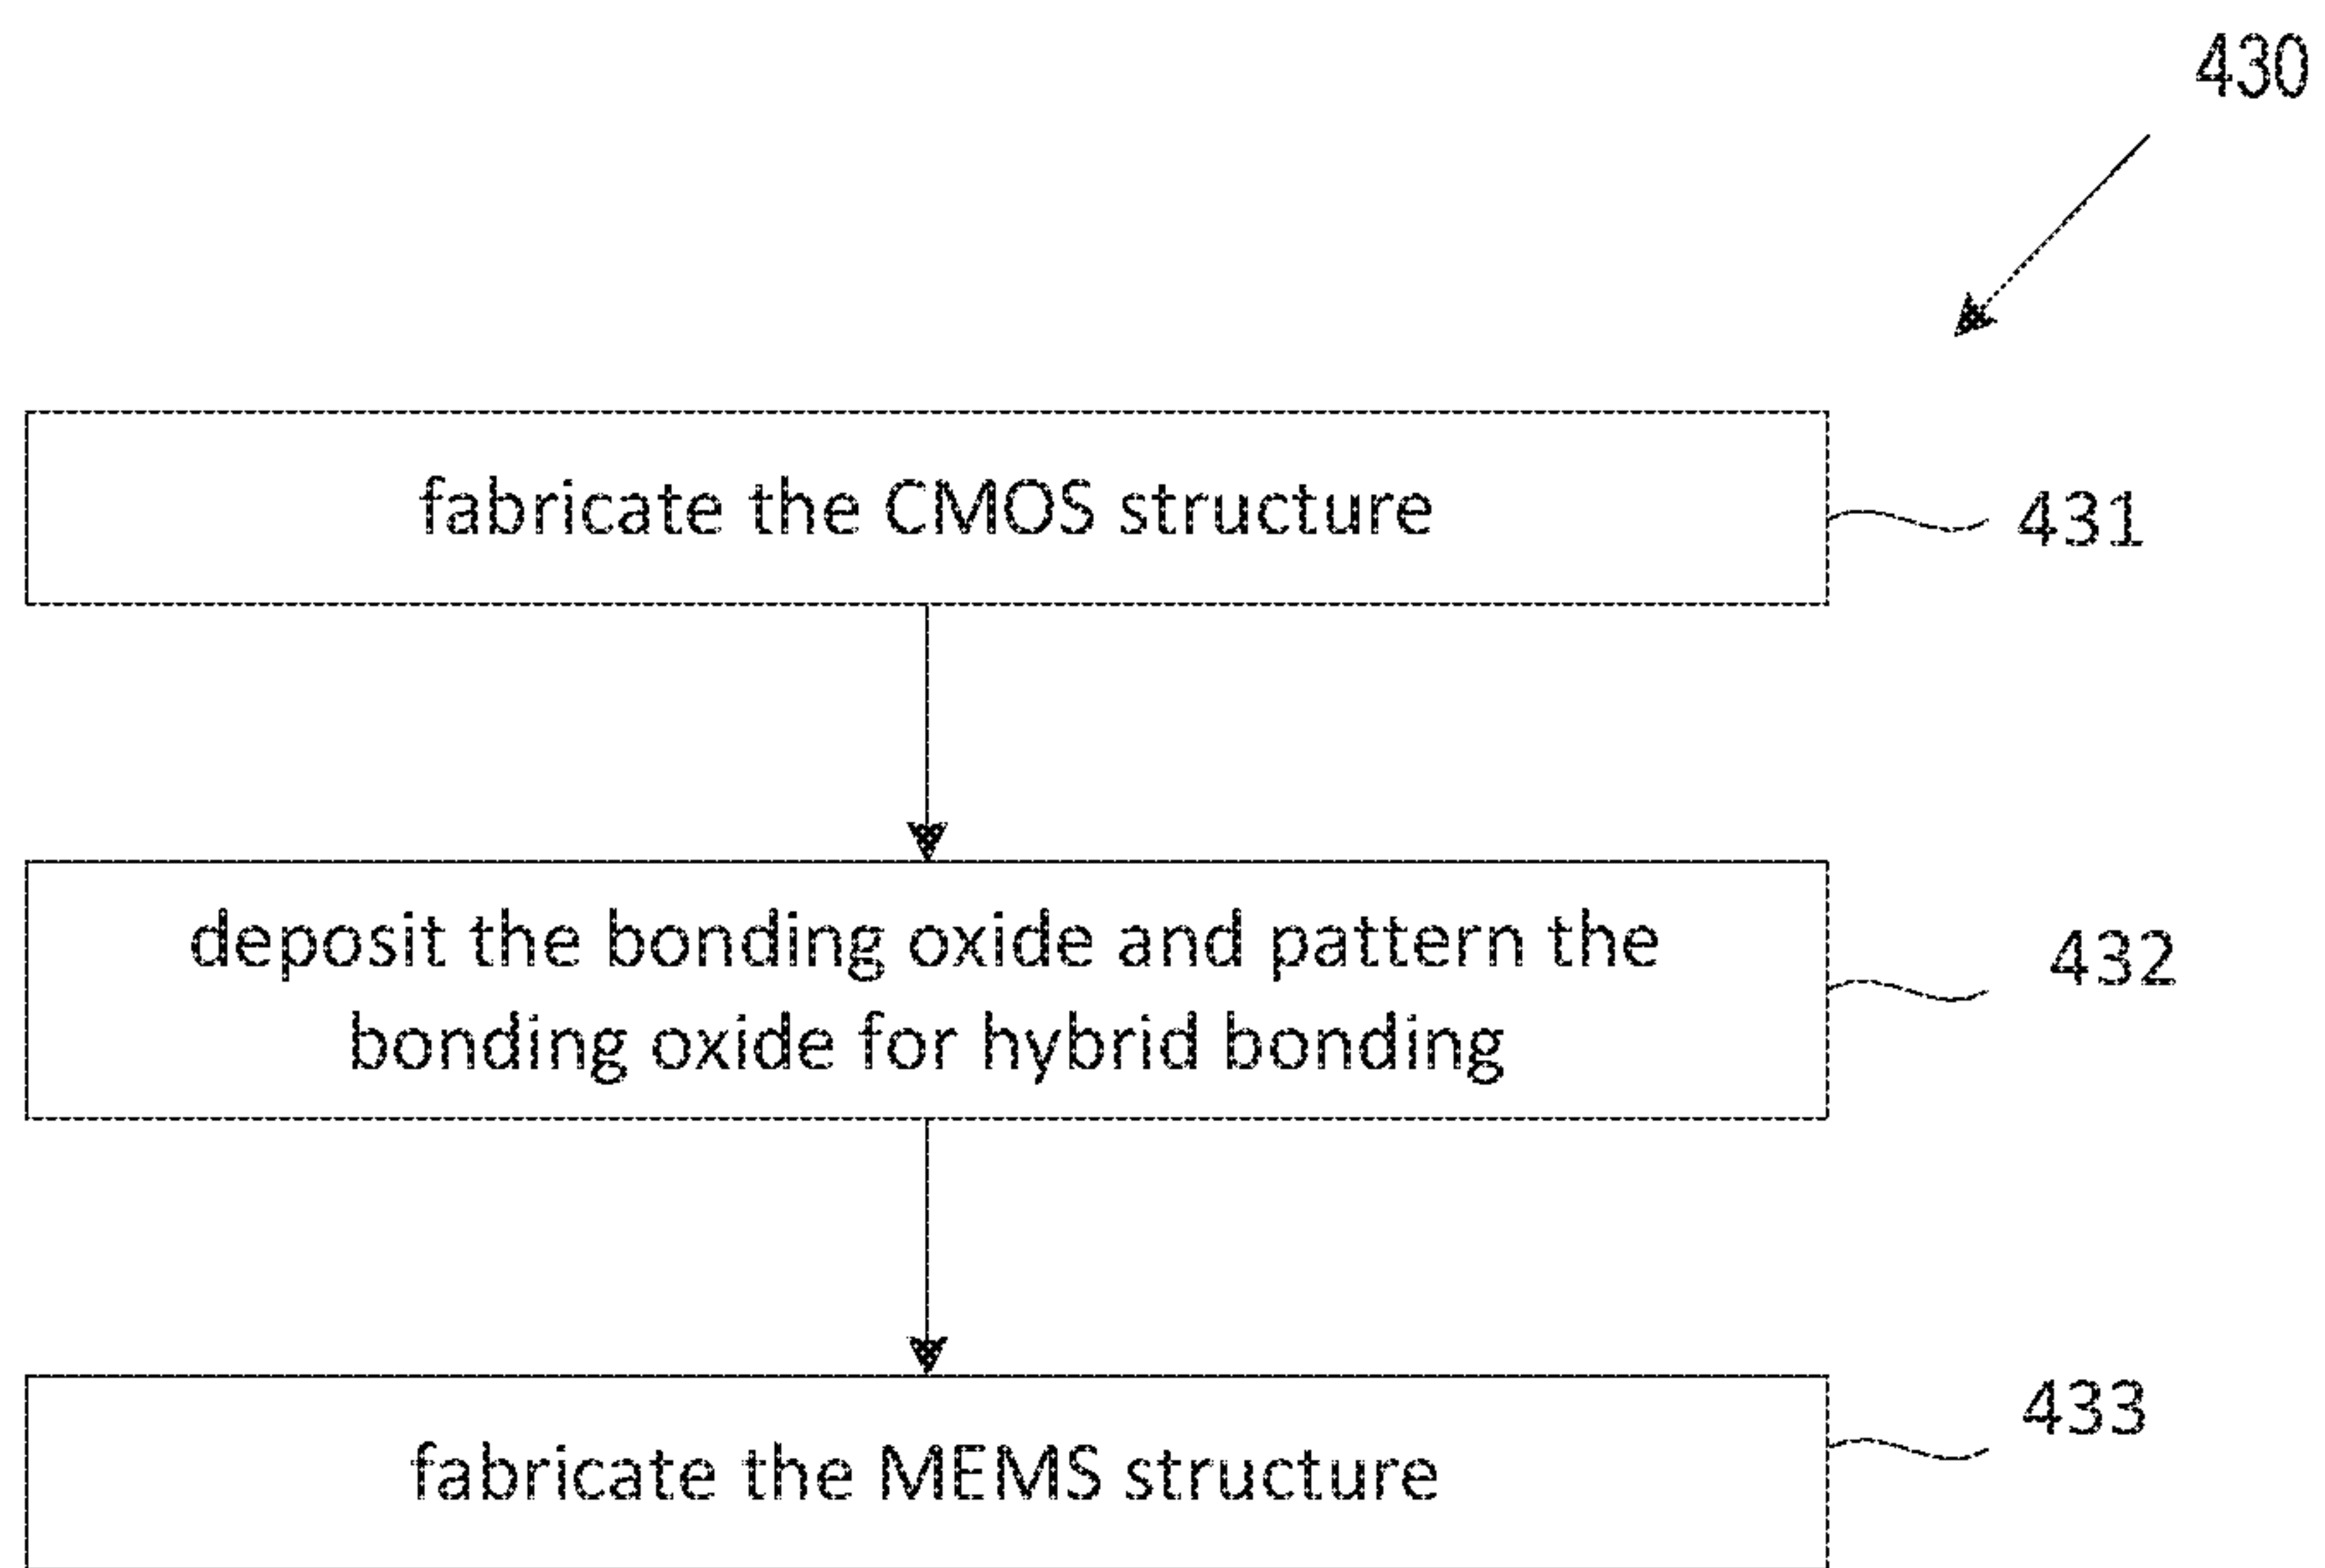 430
fabricate the CMOS structure
431
deposit the bonding oxide and pattern the
bonding oxide for hybrid bonding
432
fabricate the MEMS structure
433